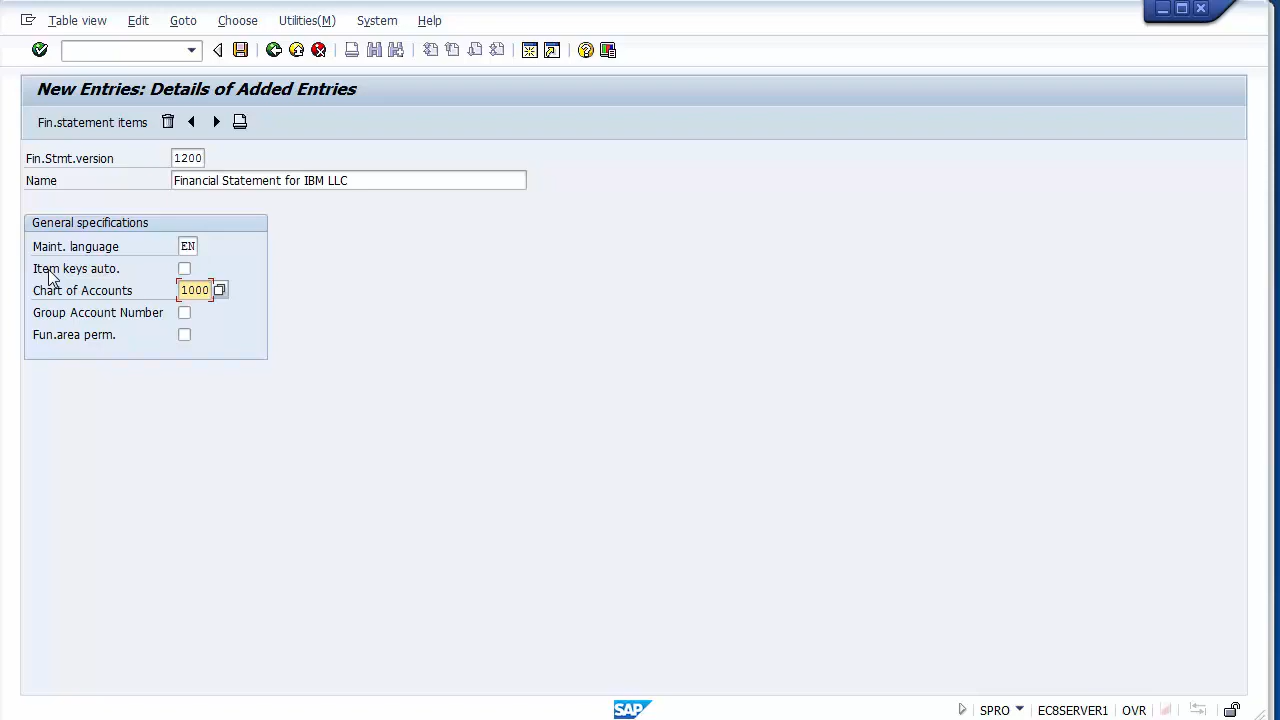 Table view Edit Goto Choose Utilities(M) System Help
New Entries: Details of Added Entries
Fin.statement items
Fin.Stmt.version 1200
Name Financial Statement for IBM LLC
General specifications
Maint. language EN
Item keys auto.
Chart of Accounts 1000
Group Account Number
Fun.area perm.
SAP SPRO ECSERVER1 OVR